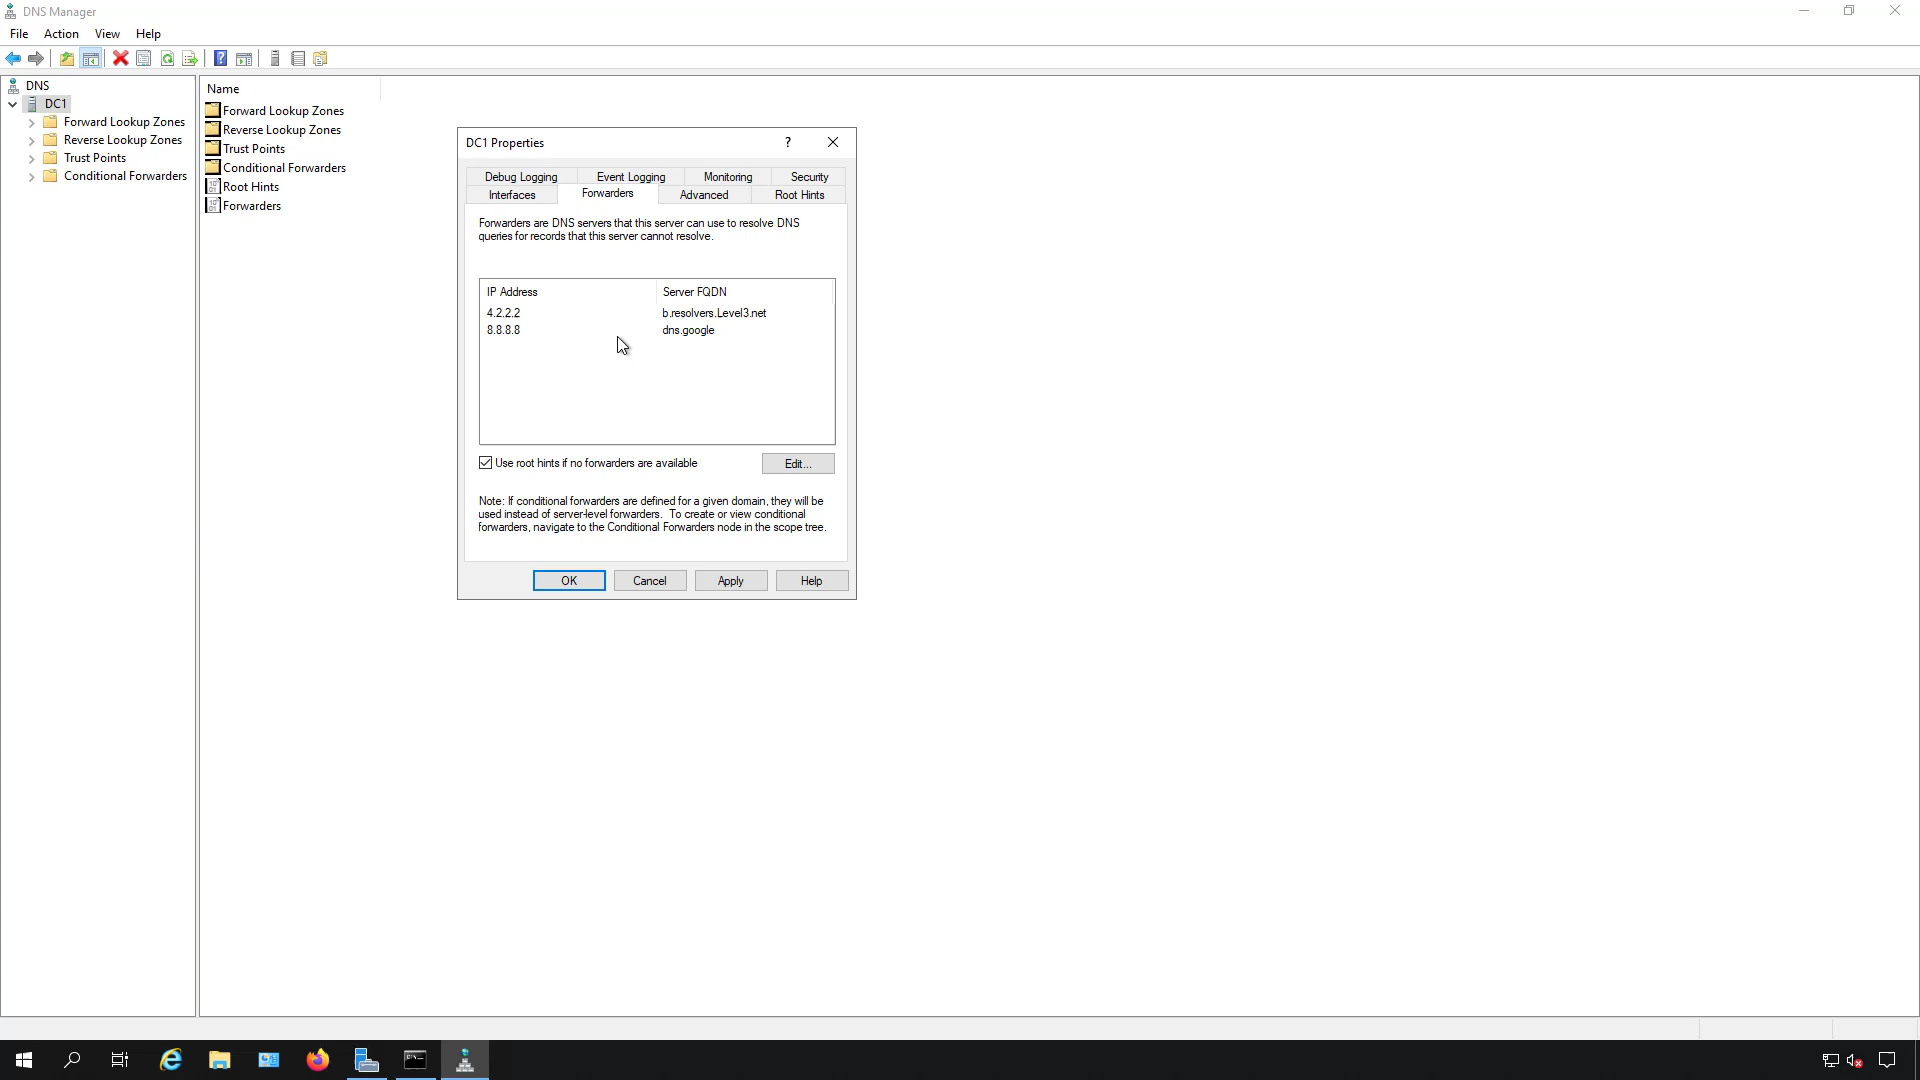 DNS Manager
File Action View Help
DNS
DC1
Forward Lookup Zones
Reverse Lookup Zones
Trust Points
Conditional Forwarders
Name
Forward Lookup Zones
Reverse Lookup Zones
Trust Points
Conditional Forwarders
Root Hints
Forwarders
DC1 Properties
Debug Logging Event Logging Monitoring Security
Interfaces Forwarders Advanced Root Hints
Forwarders are DNS servers that this server can use to resolve DNS
queries for records that this server cannot resolve.
IP Address Server FQDN
4.2.2.2 b.resolvers.Level3.net
8.8.8.8 dns.google
Use root hints if no forwarders are available Edit...
Note: If conditional forwarders are defined for a given domain, they will be
used instead of server-level forwarders. To create or view conditional
forwarders, navigate to the Conditional Forwarders node in the scope tree.
OK Cancel Apply Help